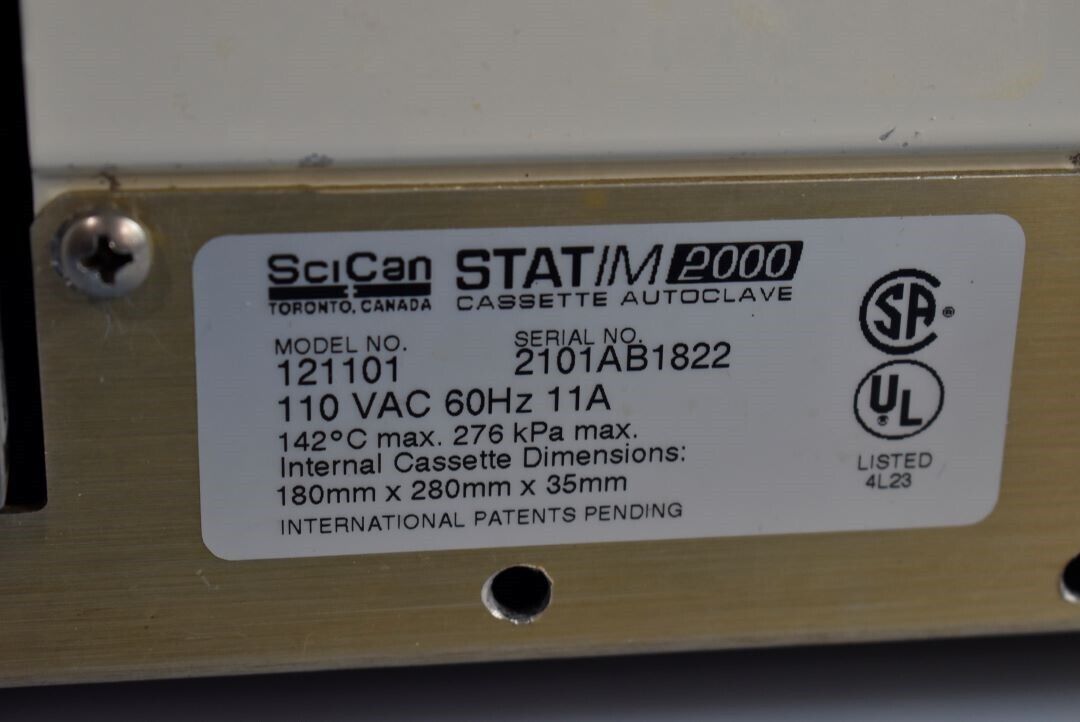 SciCan STATIM 2000
TORONTO, CANADA CASSETTE AUTOCLAVE
MODEL NO. SERIAL NO.
121101 2101AB1822
110 VAC 60Hz 11A
142°C max. 276 kPa max.
Internal Cassette Dimensions:
180mm x 280mm x 35mm
INTERNATIONAL PATENTS PENDING
SA ®
UL ®
LISTED
4L23